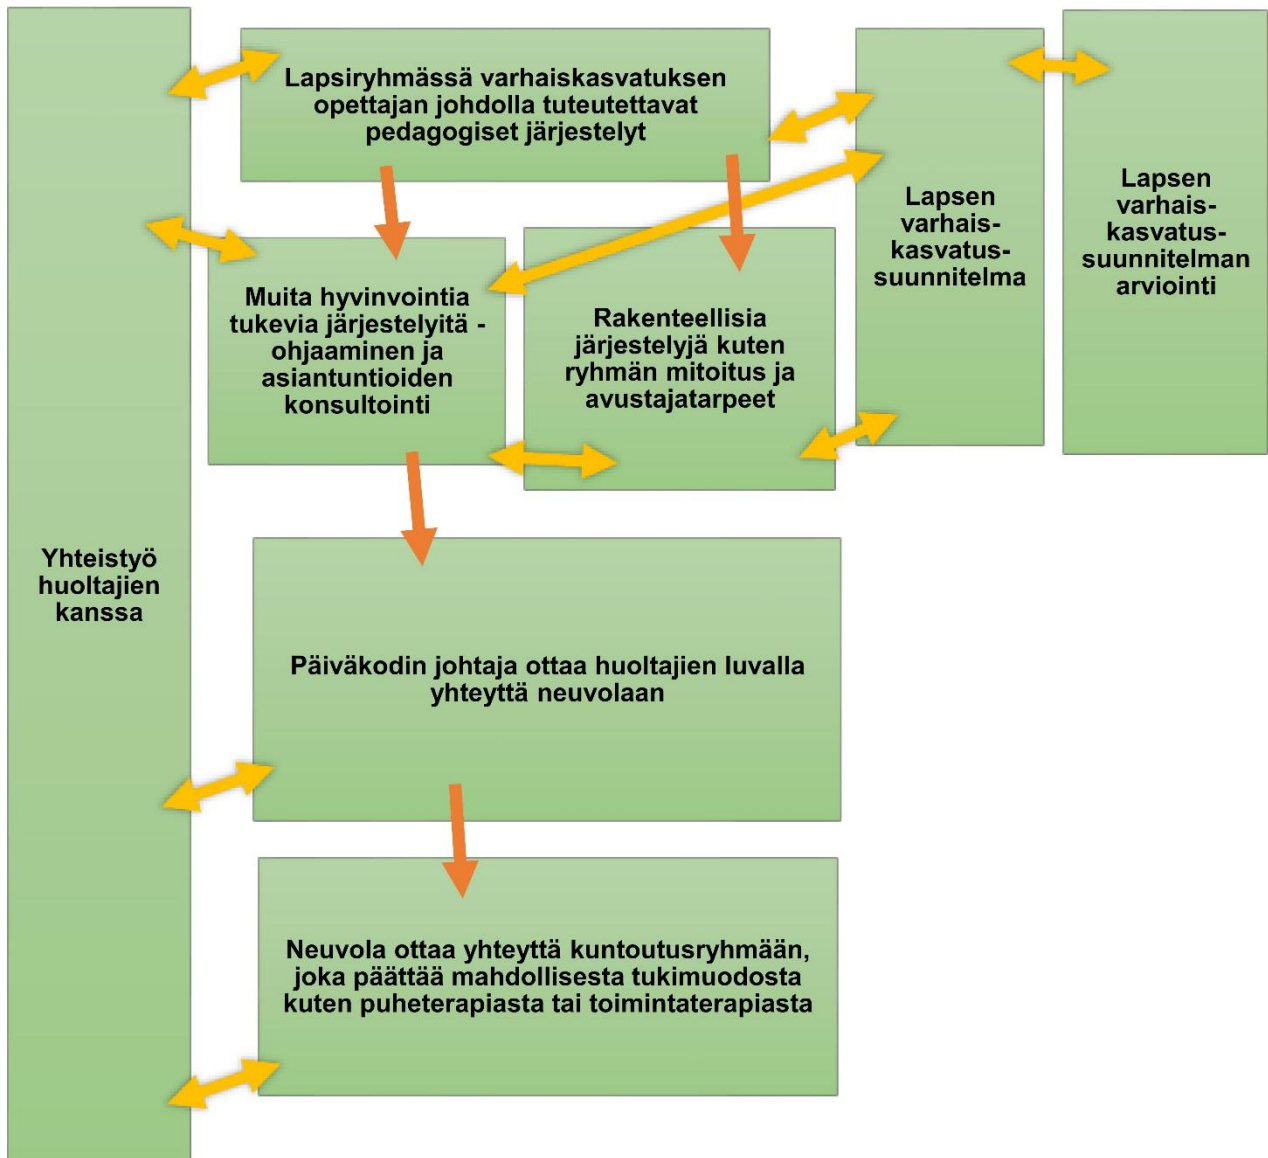 Lapsiryhmässä varhaiskasvatuksen
opettajan johdolla tuteutettavat
pedagogiset järjestelyt
Lapsen
varhais-
kasvatus-
suunnitelma
Lapsen
varhais-
kasvatus-
suunnitelman
arviointi
Muita hyvinvointia
tukevia järjestelyitä -
ohjaaminen ja
asiantuntioiden
konsultointi
Rakenteellisia
järjestelyjä kuten
ryhmän mitoitus ja
avustajatarpeet
Yhteistyö
huoltajien
kanssa
Päiväkodin johtaja ottaa huoltajien luvalla
yhteyttä neuvolaan
Neuvola ottaa yhteyttä kuntoutusryhmään,
joka päättää mahdollisesta tukimuodosta
kuten puheterapiasta tai toimintaterapiasta